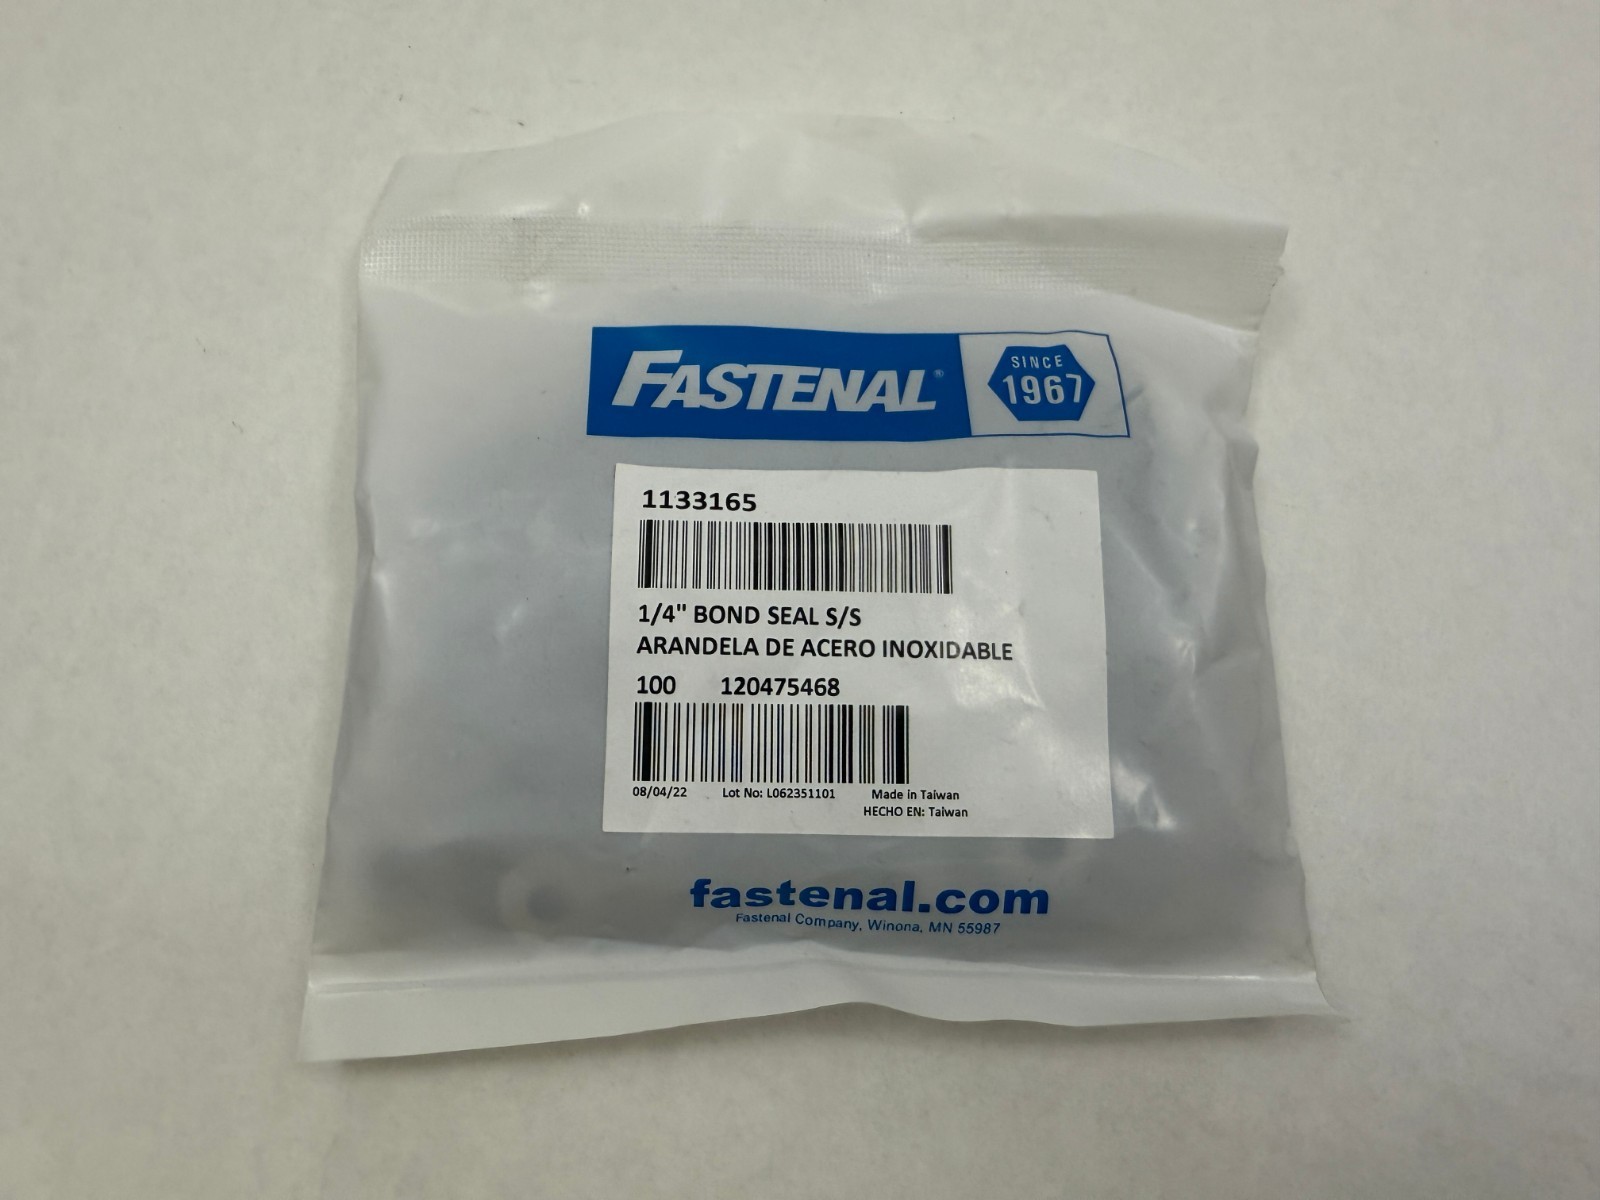 FASTENAL®
SINCE
1967
1133165
1/4" BOND SEAL S/S
ARANDELA DE ACERO INOXIDABLE
100 120475468
08/04/22 Lot No: L062351101 Made in Taiwan
HECHO EN: Taiwan
fastenal.com
Fastenal Company, Winona, MN 55987